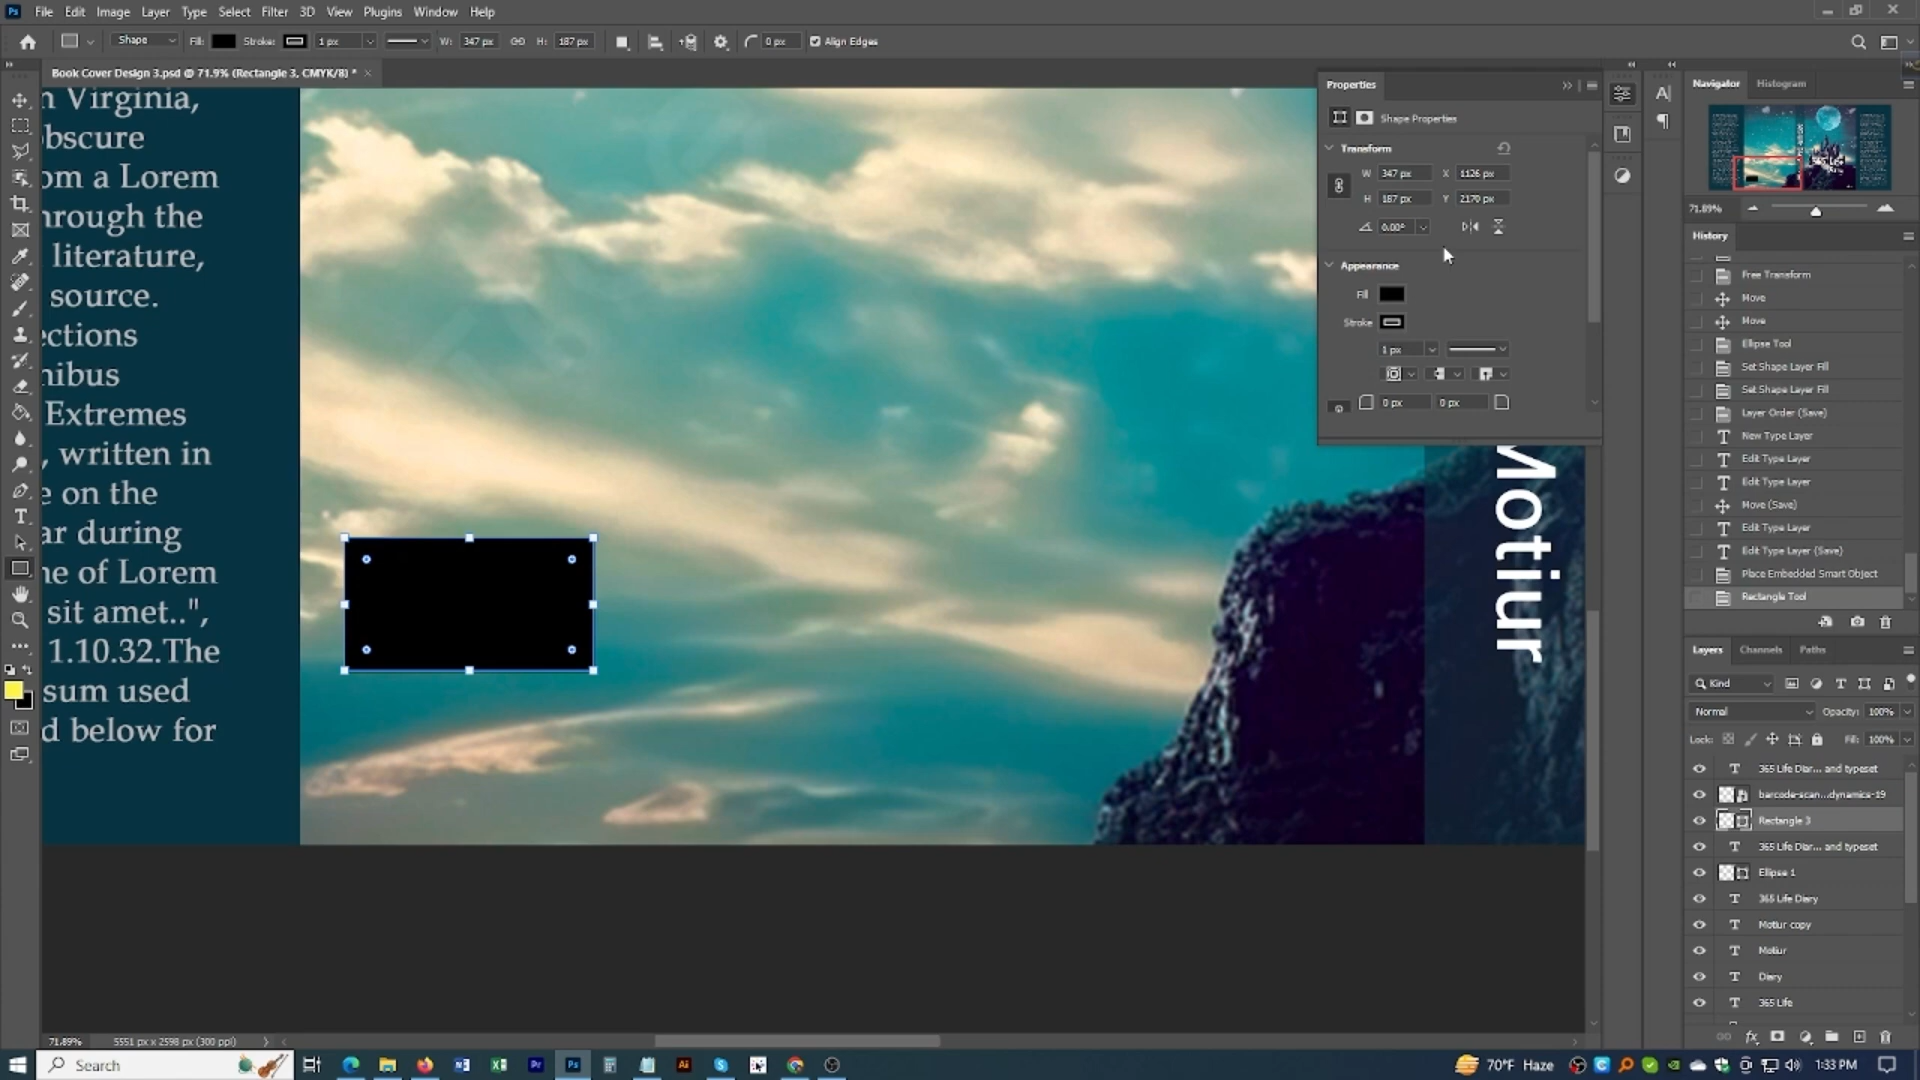 Ps File Edit Image Layer Type Select Filter 3D View Plugins Window Help
Shape Fill: Stroke: 1 px W: 347 px H: 187 px 0 px Align Edges
Book Cover Design 3.psd @ 71.9% (Rectangle 3, CMYK/8) *
n Virginia,
obscure
om a Lorem
hrough the
literature,
source.
ections
nibus
Extremes
, written in
e on the
ar during
ne of Lorem
sit amet..",
1.10.32.The
sum used
d below for
Motiur
Properties
Shape Properties
Transform
W 347 px X 1126 px
H 187 px Y 2170 px
0.00°
Appearance
Fill
Stroke
1 px
0 px 0 px
Navigator Histogram
71.89%
History
Free Transform
Move
Move
Ellipse Tool
Set Shape Layer Fill
Set Shape Layer Fill
Layer Order (Save)
New Type Layer
Edit Type Layer
Edit Type Layer
Move (Save)
Edit Type Layer
Edit Type Layer (Save)
Place Embedded Smart Object
Rectangle Tool
Layers Channels Paths
Kind
Normal Opacity: 100%
Lock: Fill: 100%
365 Life Diar... and typeset
barcode-scan...dynamics-19
Rectangle 3
365 Life Diar... and typeset
Ellipse 1
365 Life Diary
Motiur copy
Motiur
Diary
365 Life
71.89% 5551 px x 2598 px (300 ppi)
Search
70°F Haze 1:33 PM